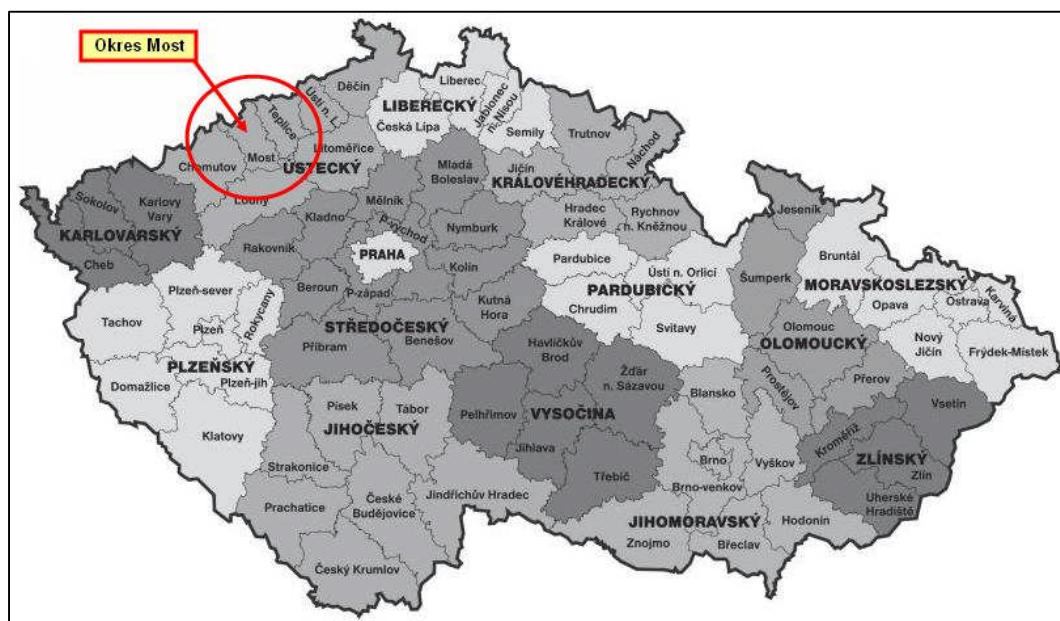 Okres Most
Děčín
Ústí n. L.
Teplice
Liberec
LIBERECKÝ
Jablonec
n. Nisou
Česká Lípa
Semily
Trutnov
Náchod
Chomutov
Most
Litoměřice
ÚSTECKÝ
Louny
Mladá
Boleslav
Jičín
KRÁLOVÉHRADECKÝ
Sokolov
Karlovy
Vary
KARLOVARSKÝ
Cheb
Mělník
Kladno
P-východ
Nymburk
Hradec
Králové
Rychnov
n. Kněžnou
Rakovník
PRAHA
Kolín
Beroun
P-západ
Kutná
Hora
STŘEDOČESKÝ
Příbram
Benešov
Pardubice
Ústí n. Orlicí
PARDUBICKÝ
Chrudim
Svitavy
Jeseník
Bruntál
Šumperk
MORAVSKOSLEZSKÝ
Opava
Ostrava
Karviná
Nový
Jičín
Frýdek-Místek
Olomouc
OLOMOUCKÝ
Prostějov
Přerov
Plzeň-sever
Rokycany
Tachov
Plzeň
PLZEŇSKÝ
Plzeň-jih
Domažlice
Klatovy
Písek
Tábor
JIHOČESKÝ
Strakonice
Prachatice
České
Budějovice
Jindřichův Hradec
Český Krumlov
Havlíčkův
Brod
Žďár
n. Sázavou
Pelhřimov
VYSOČINA
Jihlava
Třebíč
Blansko
Brno
Vyškov
Brno-venkov
JIHOMORAVSKÝ
Hodonín
Znojmo
Břeclav
Vsetín
Kroměříž
ZLÍNSKÝ
Zlín
Uherské
Hradiště